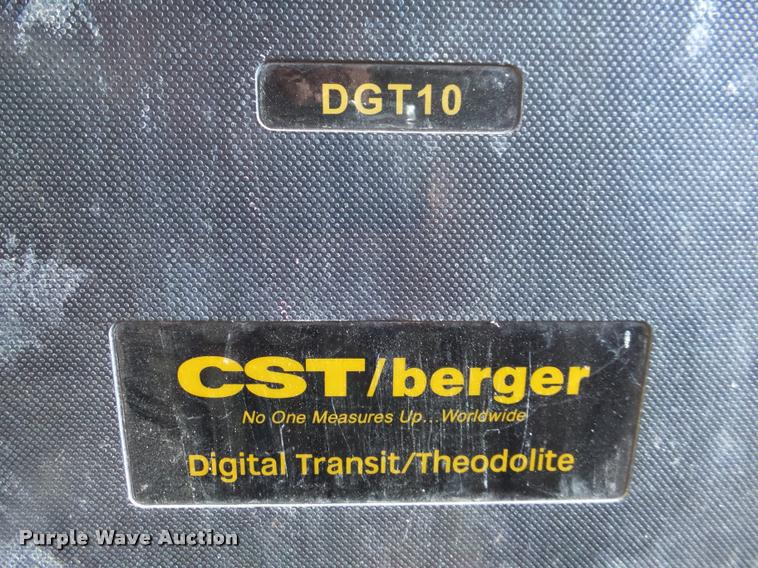 DGT10
CST/berger
No One Measures Up...Worldwide
Digital Transit/Theodolite
Purple Wave Auction